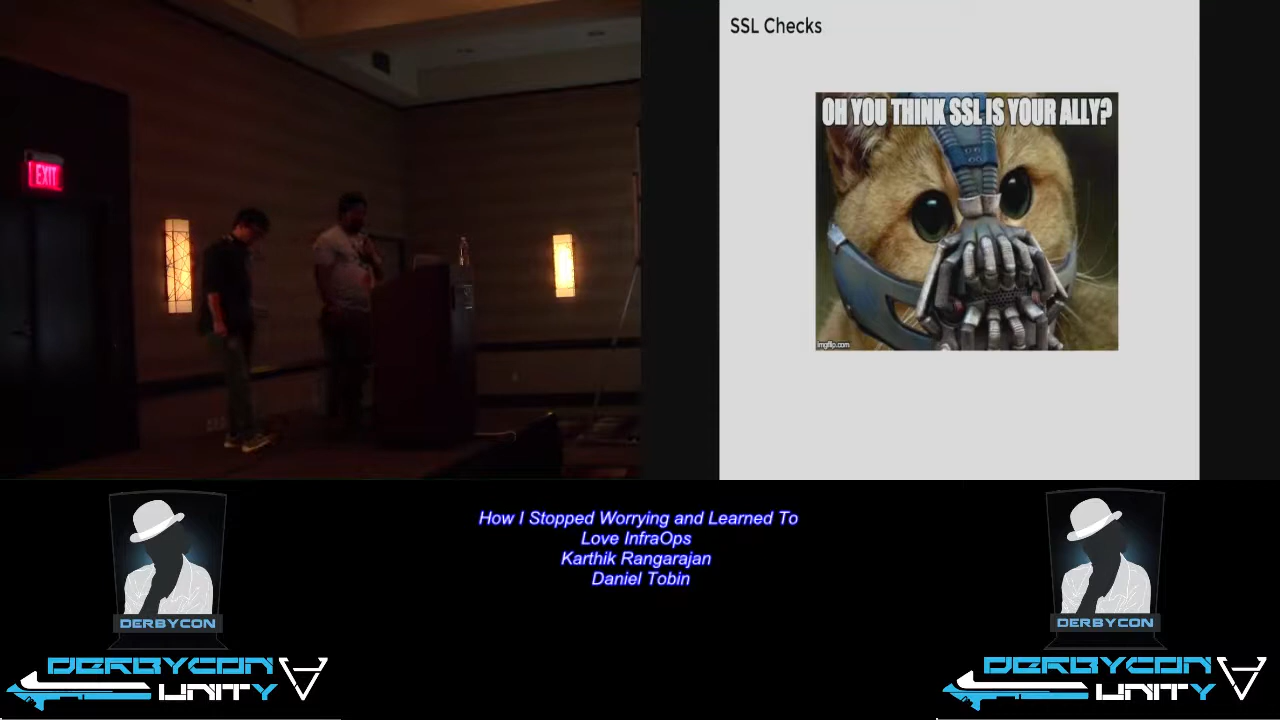 EXIT
SSL Checks
OH YOU THINK SSL IS YOUR ALLY?
imgflip.com
How I Stopped Worrying and Learned To
Love InfraOps
Karthik Rangarajan
Daniel Tobin
DERBYCON
DERBYCON
UNITY
DERBYCON
DERBYCON
UNITY